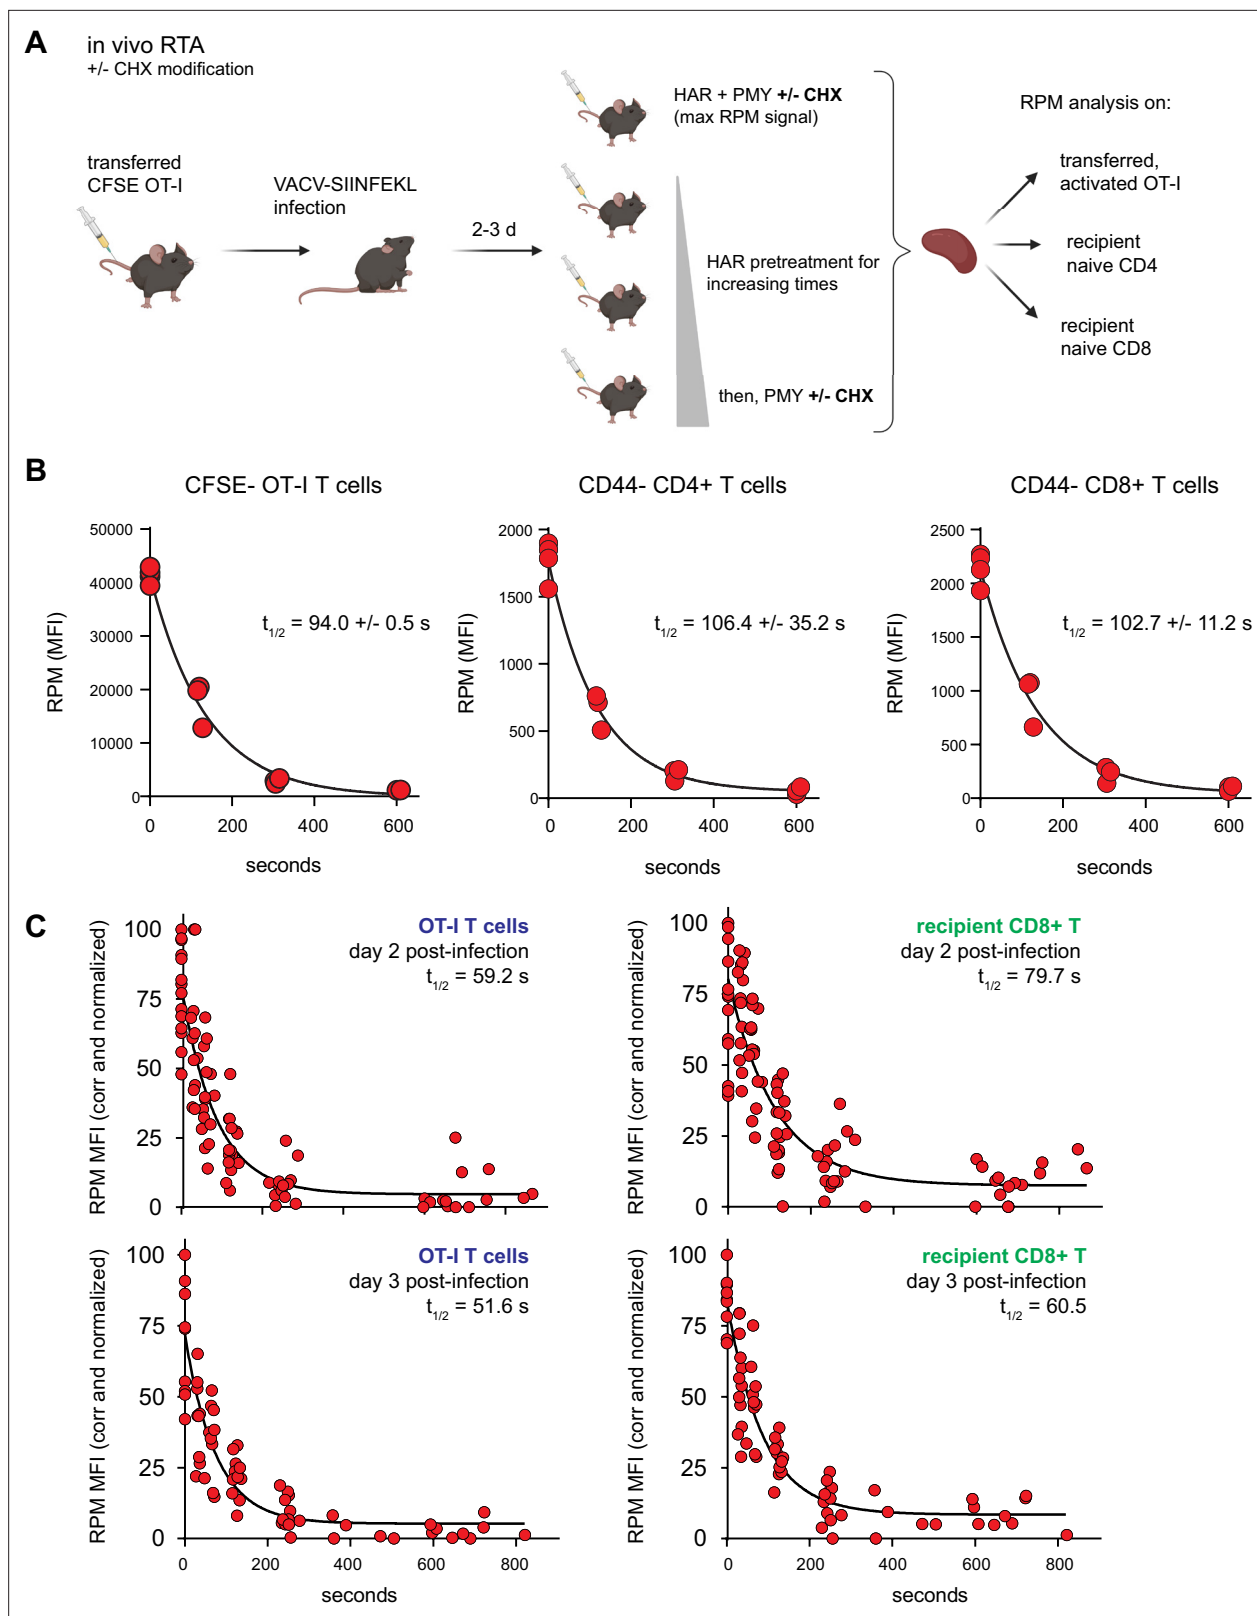 A
in vivo RTA
+/- CHX modification
transferred
CFSE OT-I
VACV-SIINFEKL
infection
2-3 d
HAR + PMY +/- CHX
(max RPM signal)
HAR pretreatment for
increasing times
then, PMY +/- CHX
RPM analysis on:
transferred,
activated OT-I
recipient
naive CD4
recipient
naive CD8
B
CFSE- OT-I T cells
RPM (MFI)
50000
40000
30000
20000
10000
0
t1/2 = 94.0 +/- 0.5 s
0 200 400 600
seconds
CD44- CD4+ T cells
RPM (MFI)
2000
1500
1000
500
0
t1/2 = 106.4 +/- 35.2 s
0 200 400 600
seconds
CD44- CD8+ T cells
RPM (MFI)
2500
2000
1500
1000
500
0
t1/2 = 102.7 +/- 11.2 s
0 200 400 600
seconds
C
RPM MFI (corr and normalized)
100
75
50
25
0
OT-I T cells
day 2 post-infection
t1/2 = 59.2 s
RPM MFI (corr and normalized)
100
75
50
25
0
recipient CD8+ T
day 2 post-infection
t1/2 = 79.7 s
RPM MFI (corr and normalized)
100
75
50
25
0
OT-I T cells
day 3 post-infection
t1/2 = 51.6 s
0 200 400 600 800
seconds
RPM MFI (corr and normalized)
100
75
50
25
0
recipient CD8+ T
day 3 post-infection
t1/2 = 60.5
0 200 400 600 800
seconds